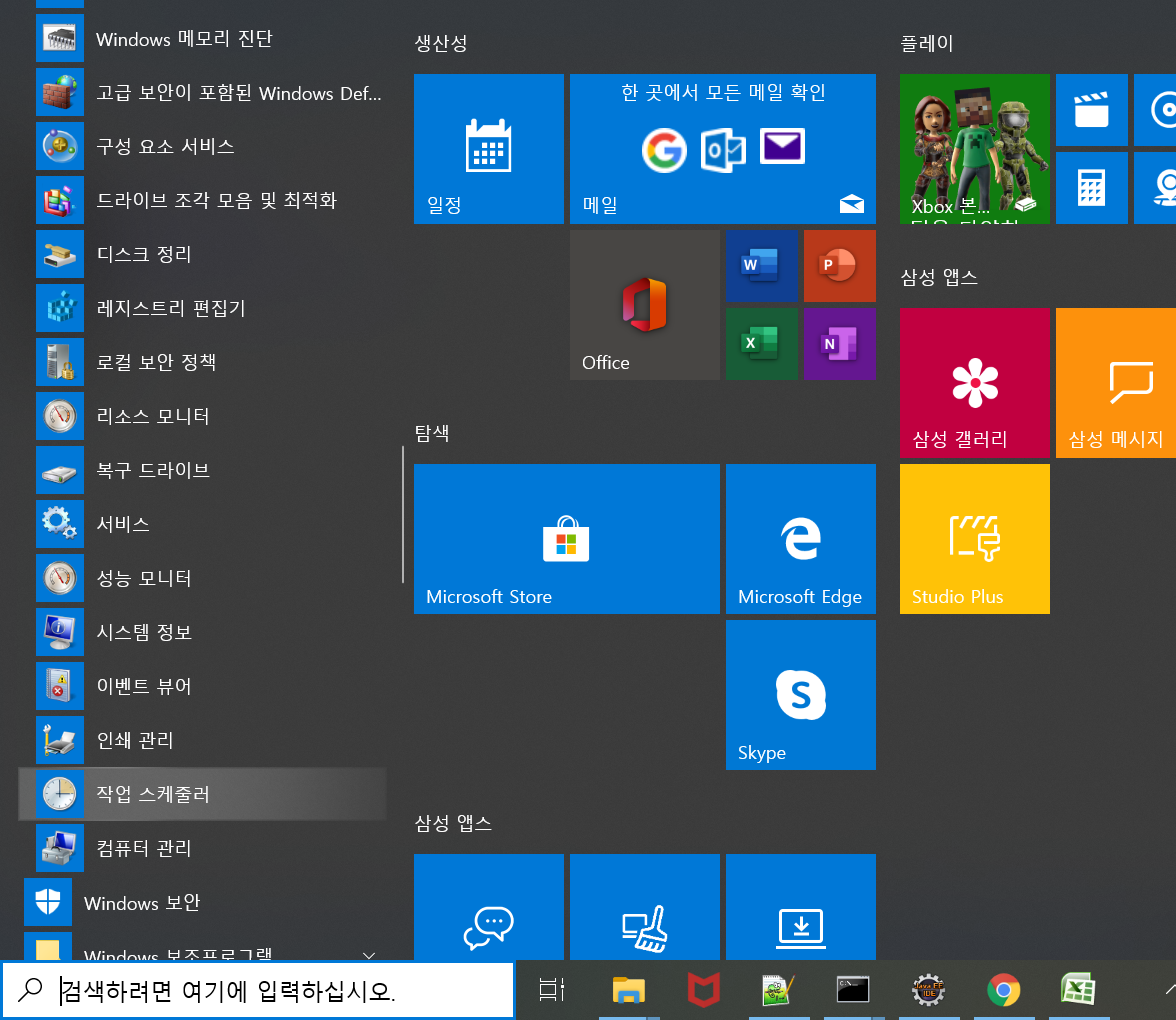 Windows 메모리 진단
고급 보안이 포함된 Windows Def...
구성 요소 서비스
드라이브 조각 모음 및 최적화
디스크 정리
레지스트리 편집기
로컬 보안 정책
리소스 모니터
복구 드라이브
서비스
성능 모니터
시스템 정보
이벤트 뷰어
인쇄 관리
작업 스케줄러
컴퓨터 관리
Windows 보안
Windows 보조프로그램
검색하려면 여기에 입력하십시오.
생산성
일정
한 곳에서 모든 메일 확인
메일
Office
탐색
Microsoft Store
Microsoft Edge
Skype
삼성 앱스
플레이
Xbox 본...
삼성 앱스
삼성 갤러리
삼성 메시지
Studio Plus